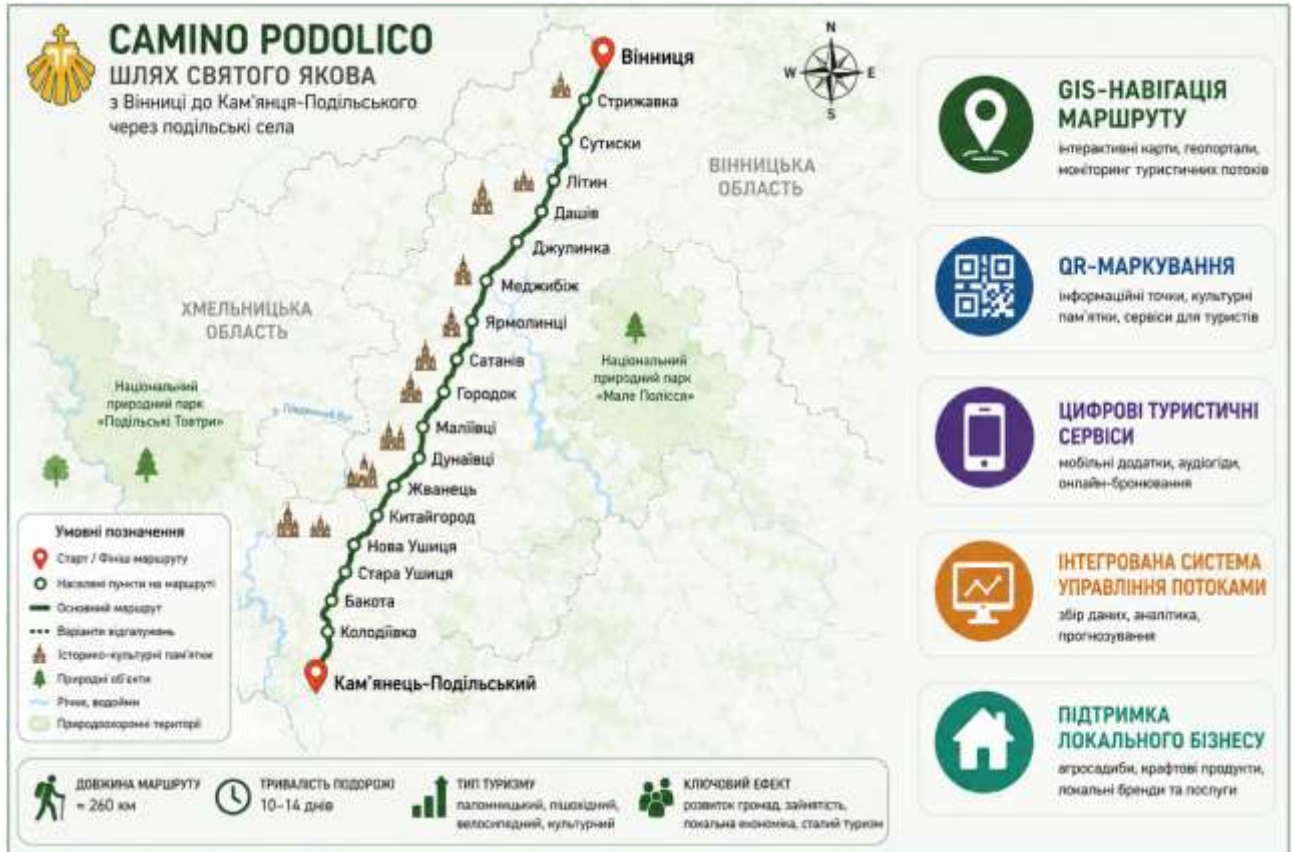 CAMINO PODOLICO
ШЛЯХ СВЯТОГО ЯКОВА
з Вінниці до Кам'янця-Подільського
через подільські села
N
W
E
S
Вінниця
Стрижавка
Сутиски
Літин
Дашів
Джулинка
Меджибіж
Ярмолинці
Сатанів
Городок
Маліївці
Дунаївці
Жванець
Китайгород
Нова Ушиця
Стара Ушиця
Бакота
Колодіївка
Кам'янець-Подільський
ВІННИЦЬКА
ОБЛАСТЬ
ХМЕЛЬНИЦЬКА
ОБЛАСТЬ
Національний
природний парк
«Подільські Товтри»
р. Південний Буг
Національний
природний парк
«Мале Полісся»
Умовні позначення
Старт / Фініш маршруту
Населені пункти на маршруті
Основний маршрут
Варіанти відгалужень
Історико-культурні пам'ятки
Природні об'єкти
Річки, водойми
Природоохоронні території
ДОВЖИНА МАРШРУТУ
≈ 260 км
ТРИВАЛІСТЬ ПОДОРОЖІ
10–14 днів
ТИП ТУРИЗМУ
паломницький, пішохідний,
велосипедний, культурний
КЛЮЧОВИЙ ЕФЕКТ
розвиток громад, зайнятість,
локальна економіка, сталий туризм
GIS-НАВІГАЦІЯ
МАРШРУТУ
інтерактивні карти, геопортали,
моніторинг туристичних потоків
QR-МАРКУВАННЯ
інформаційні точки, культурні
пам'ятки, сервіси для туристів
ЦИФРОВІ ТУРИСТИЧНІ
СЕРВІСИ
мобільні додатки, аудіогіди,
онлайн-бронювання
ІНТЕГРОВАНА СИСТЕМА
УПРАВЛІННЯ ПОТОКАМИ
збір даних, аналітика,
прогнозування
ПІДТРИМКА
ЛОКАЛЬНОГО БІЗНЕСУ
агросадиби, крафтові продукти,
локальні бренди та послуги